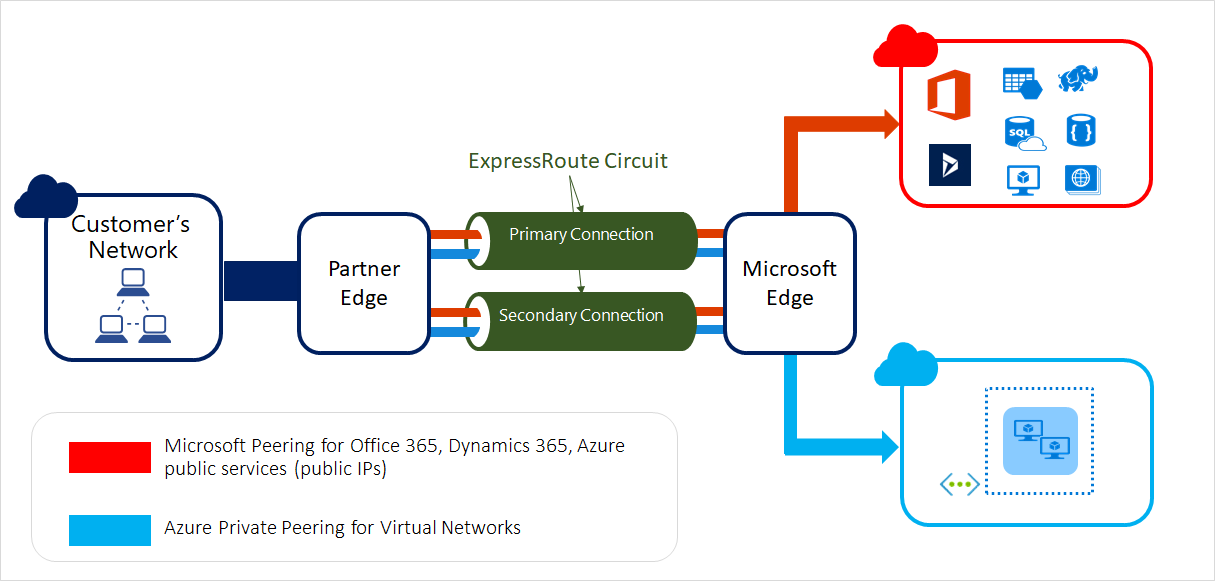 ExpressRoute Circuit
Customer's
Network
Partner
Edge
Primary Connection
Secondary Connection
Microsoft
Edge
SQL
Microsoft Peering for Office 365, Dynamics 365, Azure
public services (public IPs)
Azure Private Peering for Virtual Networks